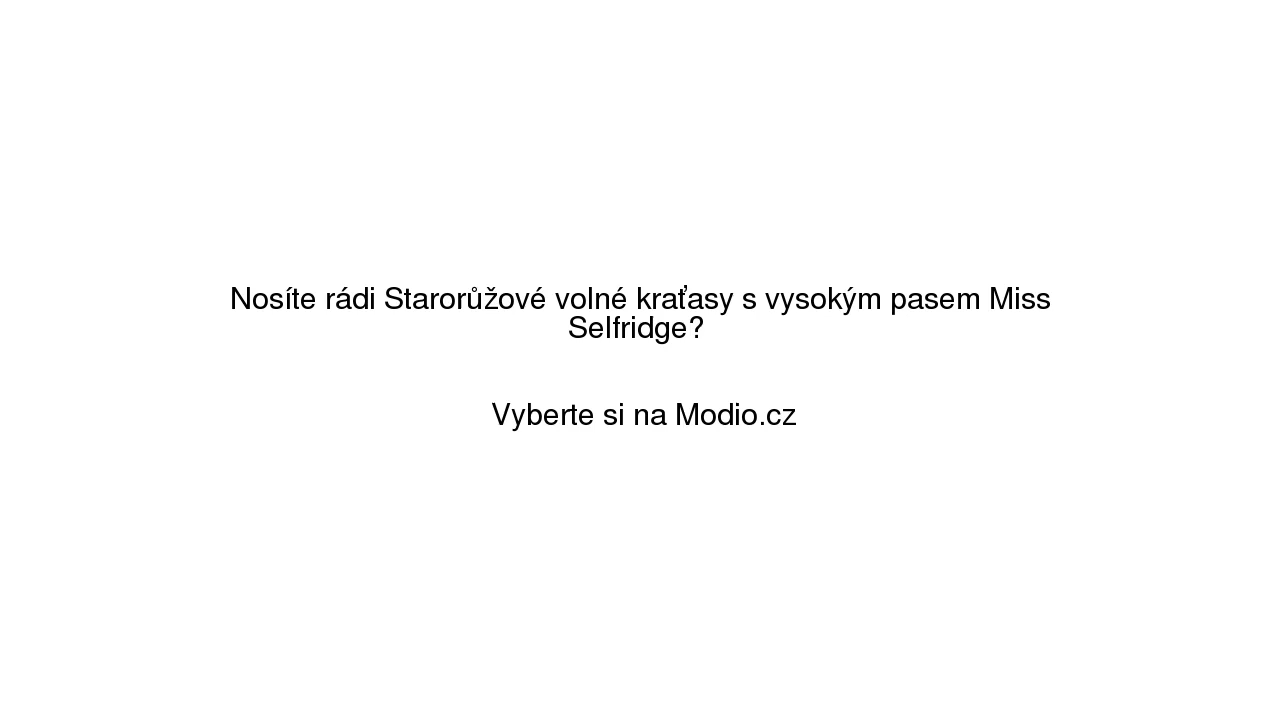 Nosíte rádi Starorůžové volné kraťasy s vysokým pasem Miss
Selfridge?
Vyberte si na Modio.cz